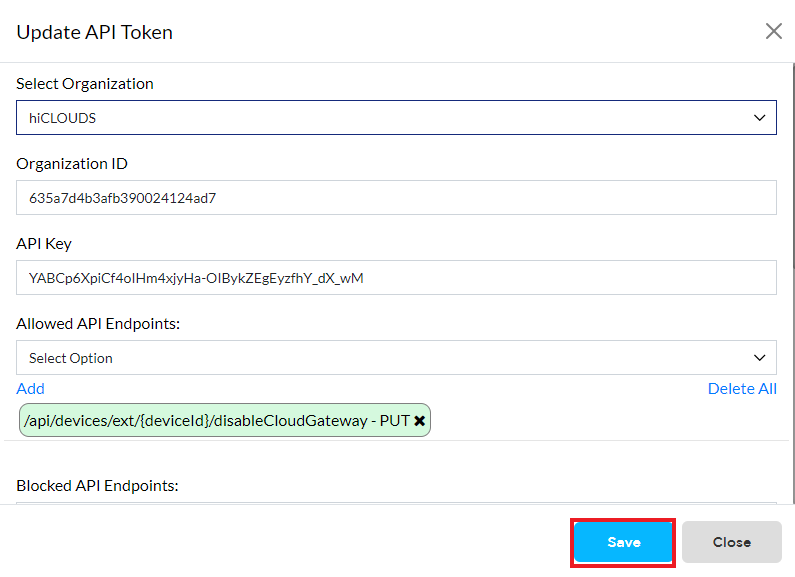 Update API Token
Select Organization
hiCLOUDS
Organization ID
635a7d4b3afb390024124ad7
API Key
YABCp6XpiCf4oIHm4xjyHa-OIBykZEgEyzfhY_dX_wM
Allowed API Endpoints:
Select Option
Add Delete All
/api/devices/ext/{deviceId}/disableCloudGateway - PUT
Blocked API Endpoints:
Save Close